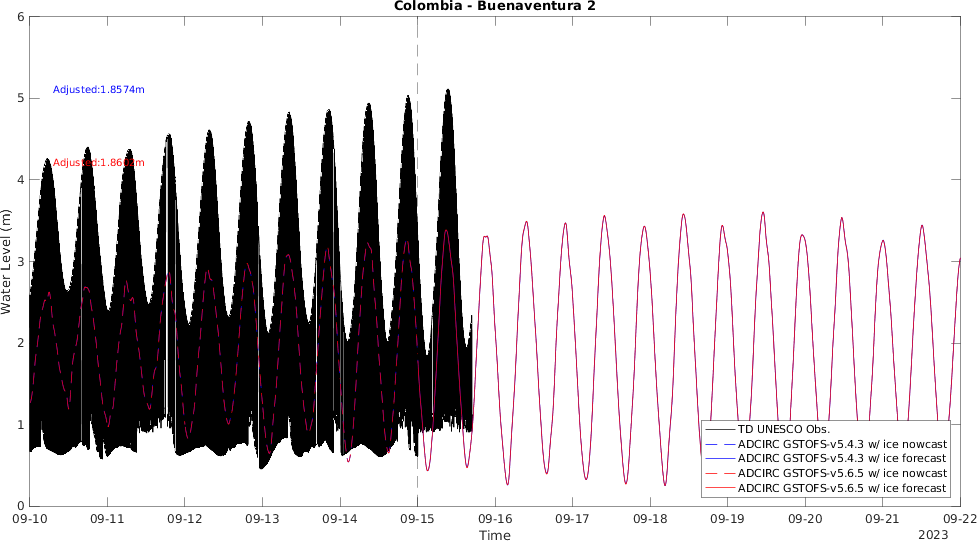 Colombia - Buenaventura 2
6
5
4
3
2
1
0
Water Level (m)
Adjusted:1.8574m
TD UNESCO Obs.
ADCIRC GSTOFS-v5.4.3 w/ ice nowcast
ADCIRC GSTOFS-v5.4.3 w/ ice forecast
ADCIRC GSTOFS-v5.6.5 w/ ice nowcast
ADCIRC GSTOFS-v5.6.5 w/ ice forecast
09-10 09-11 09-12 09-13 09-14 09-15 09-16 09-17 09-18 09-19 09-20 09-21 09-22
Time
2023